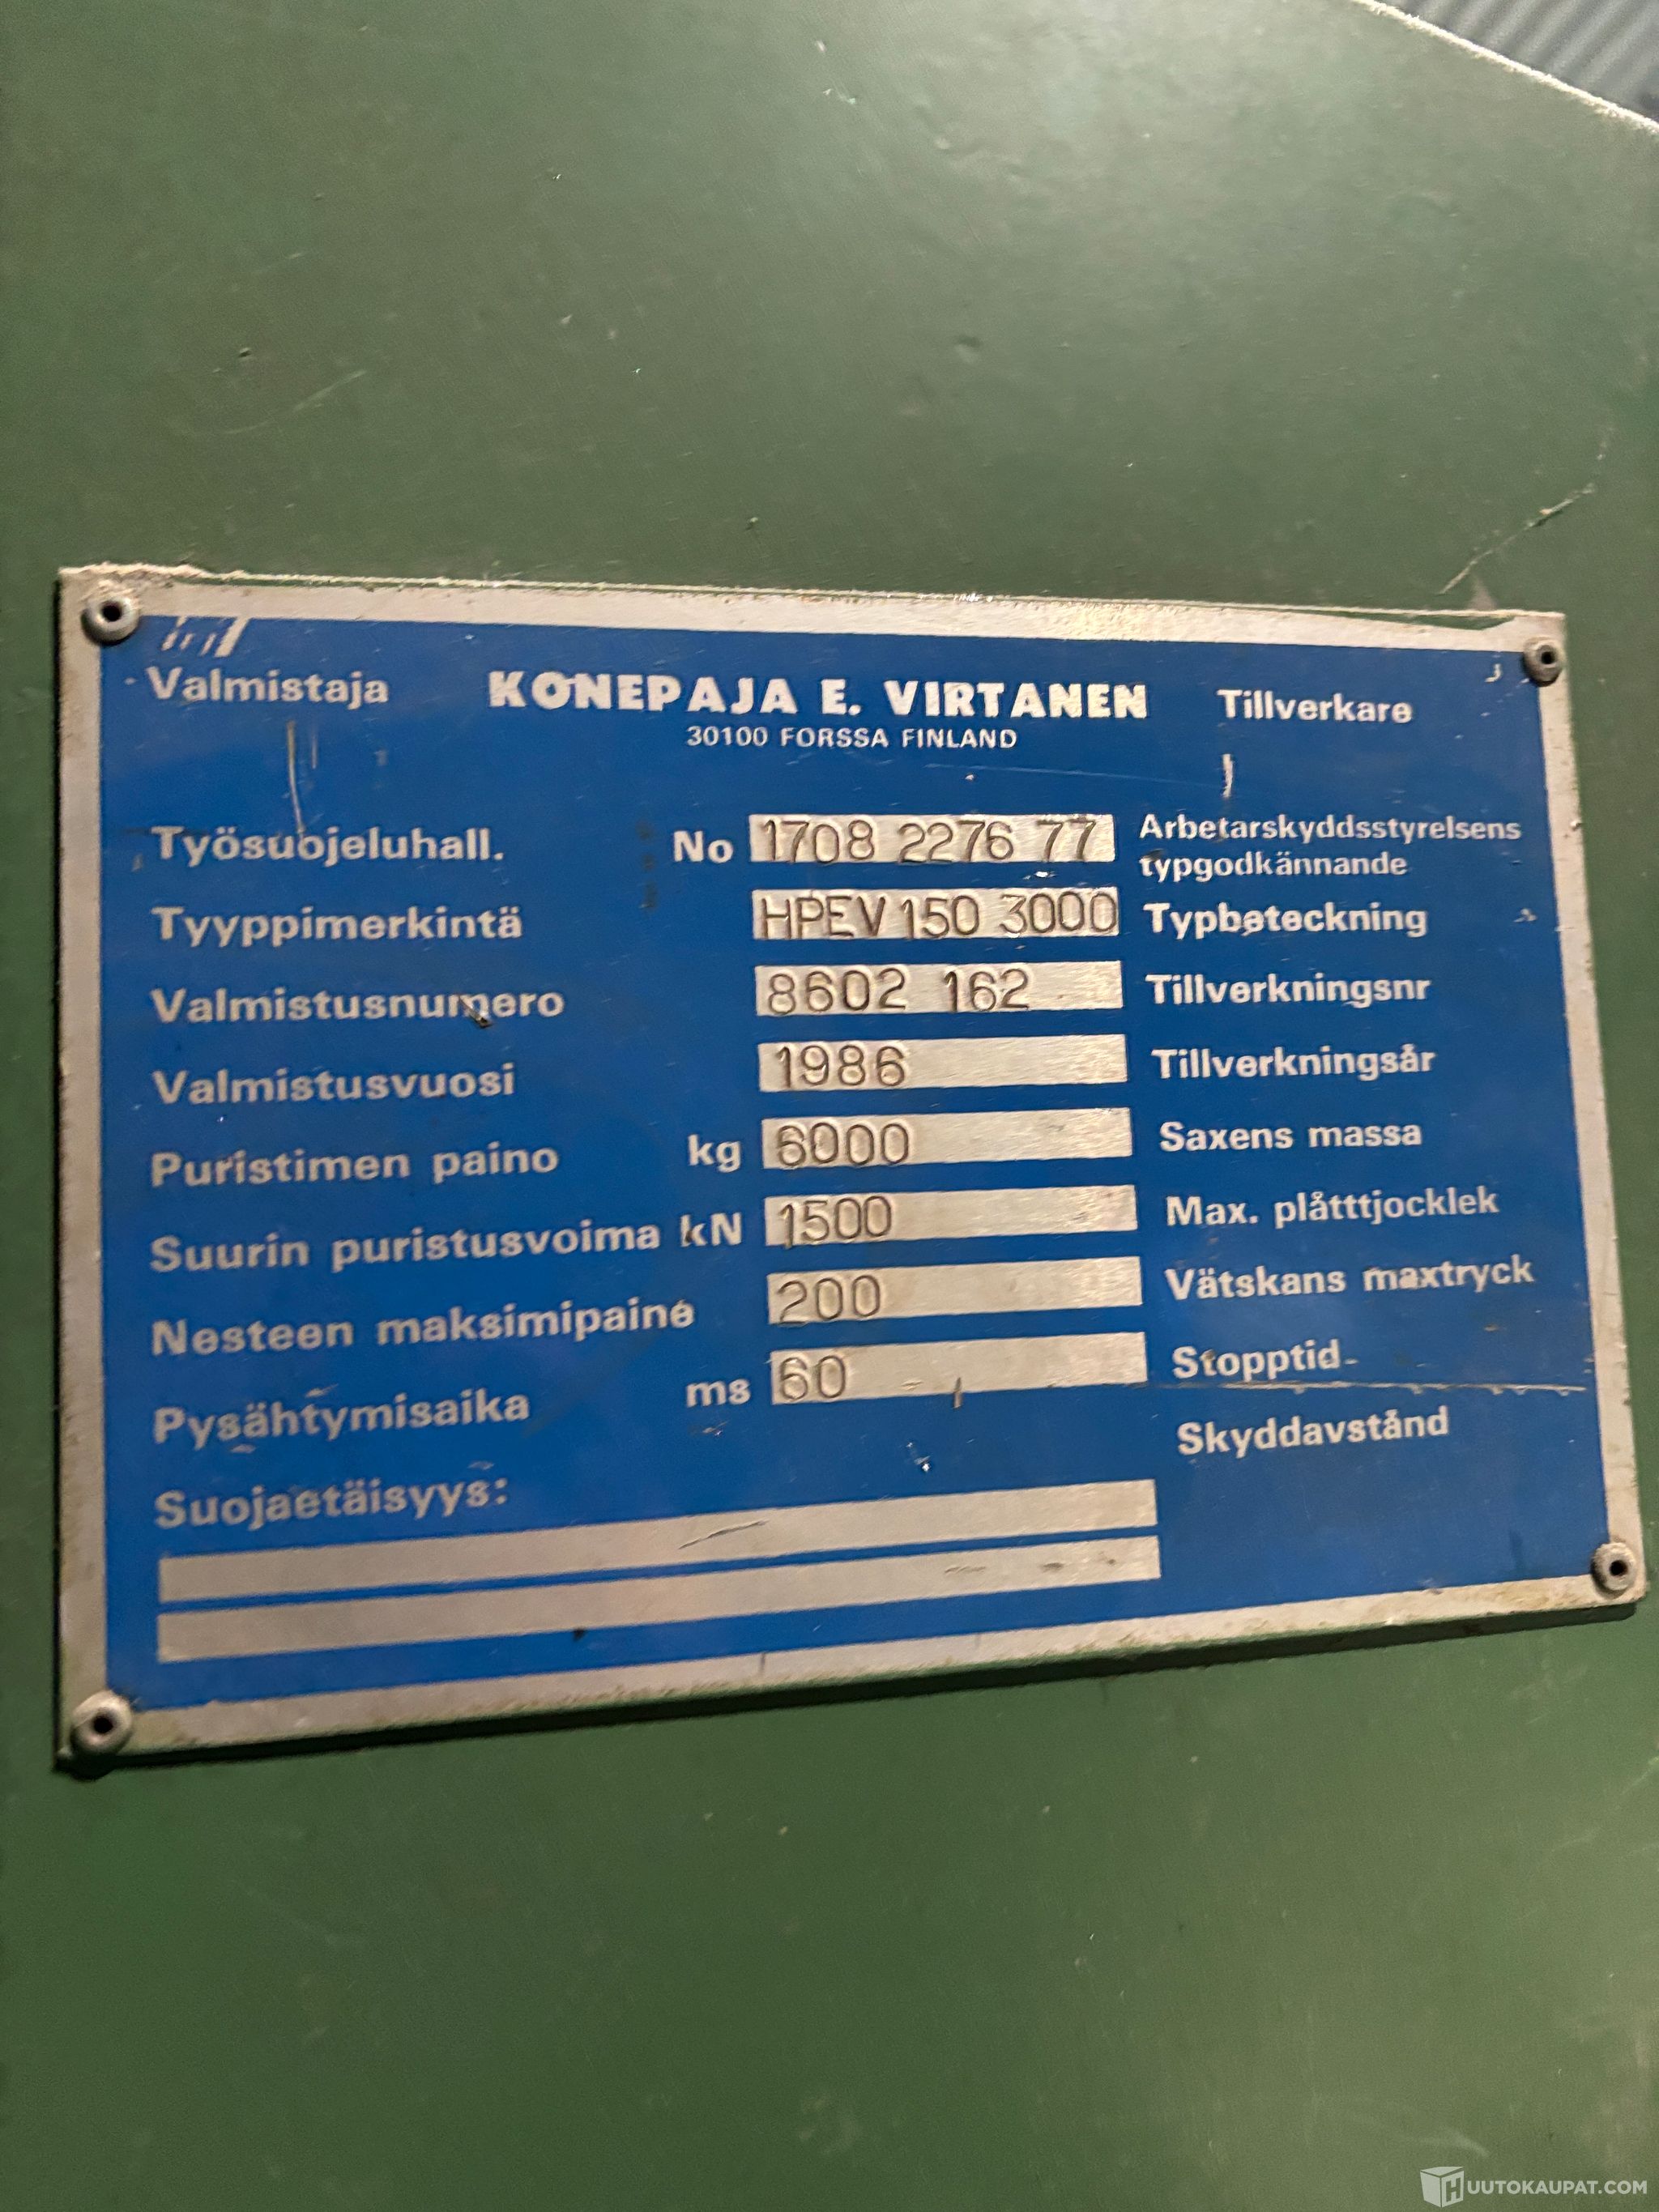 Valmistaja KONEPAJA E. VIRTANEN Tillverkare
30100 FORSSA FINLAND
Työsuojeluhall. No 1708 2276 77 Arbetarskyddsstyrelsens
typgodkännande
Tyyppimerkintä HPEV 150 3000 Typbeteckning
Valmistusnumero 8602 162 Tillverkningsnr
Valmistusvuosi 1986 Tillverkningsår
Puristimen paino kg 6000 Saxens massa
Suurin puristusvoima kN 1500 Max. plåtttjocklek
Nesteen maksimipaine 200 Vätskans maxtryck
Pysähtymisaika ms 60 Stopptid
Suojaetäisyys: Skyddavstånd
HUUTOKAUPAT.COM